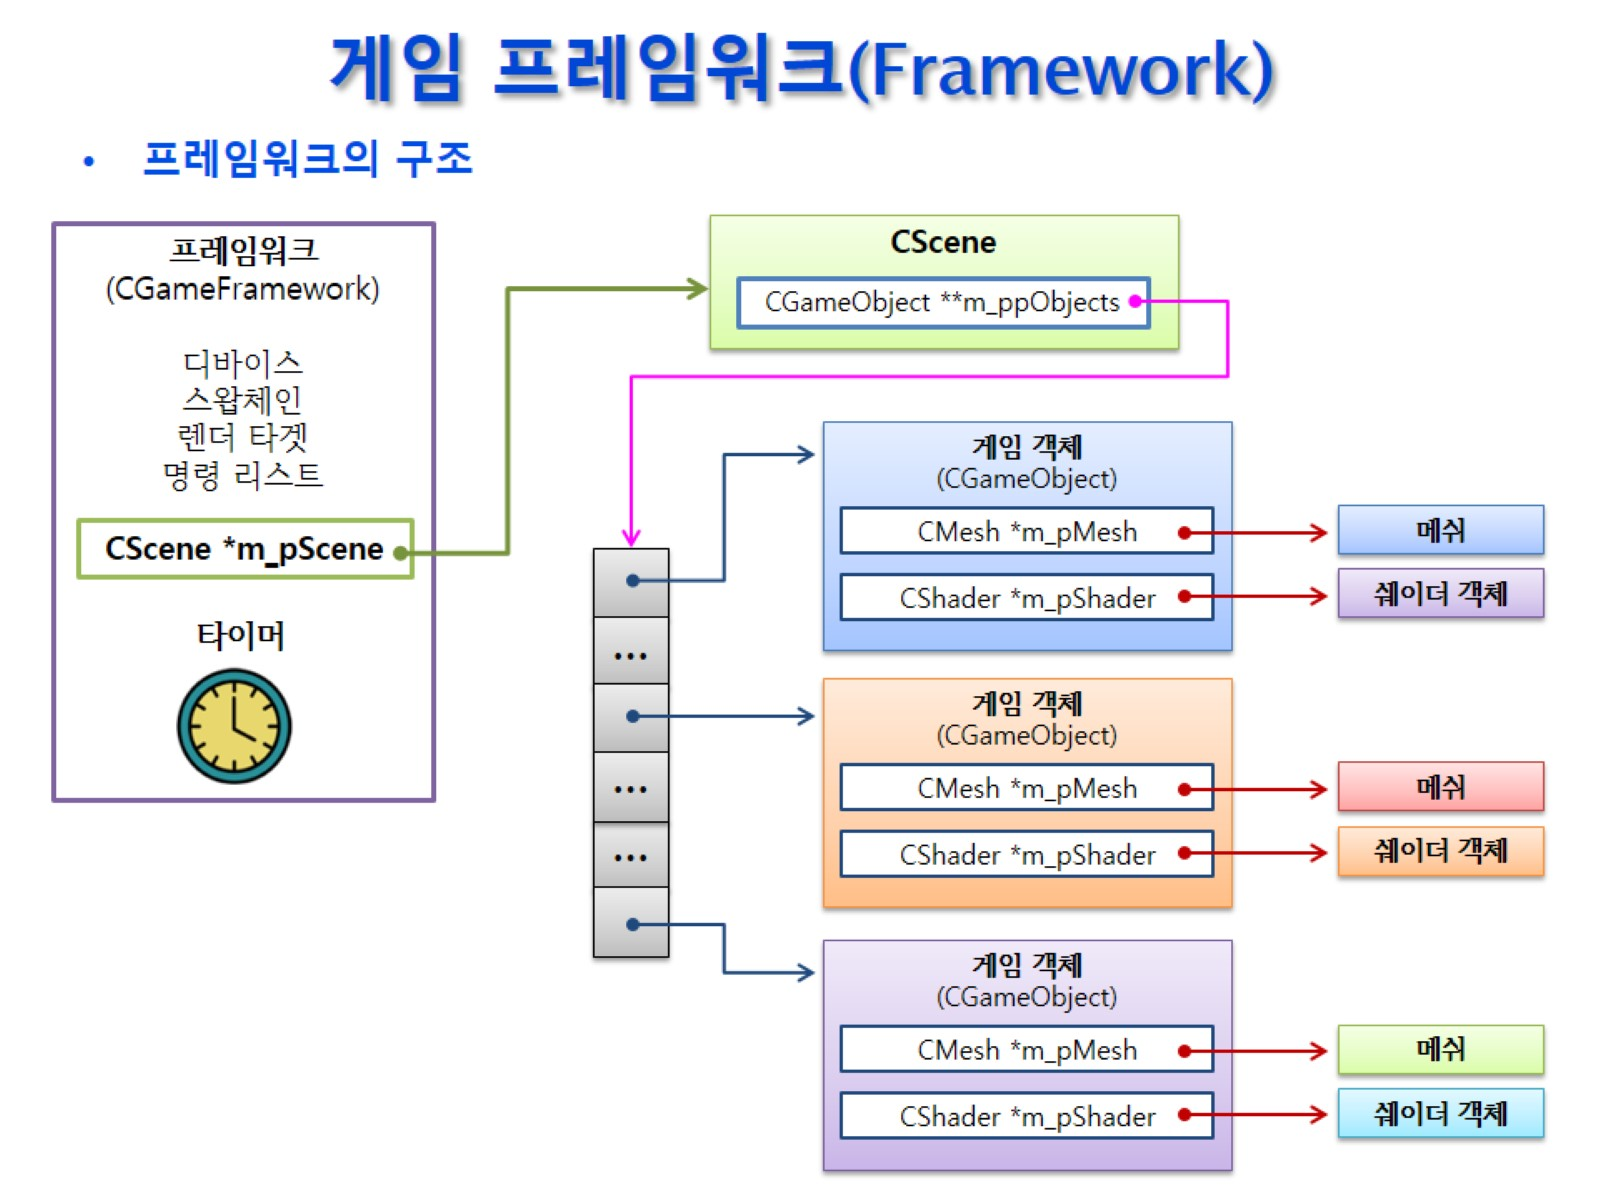 게임 프레임워크(Framework)
• 프레임워크의 구조
프레임워크
(CGameFramework)
디바이스
스왑체인
렌더 타겟
명령 리스트
CScene *m_pScene
타이머
CScene
CGameObject **m_ppObjects
...
...
...
게임 객체
(CGameObject)
CMesh *m_pMesh
CShader *m_pShader
메쉬
쉐이더 객체
게임 객체
(CGameObject)
CMesh *m_pMesh
CShader *m_pShader
메쉬
쉐이더 객체
게임 객체
(CGameObject)
CMesh *m_pMesh
CShader *m_pShader
메쉬
쉐이더 객체